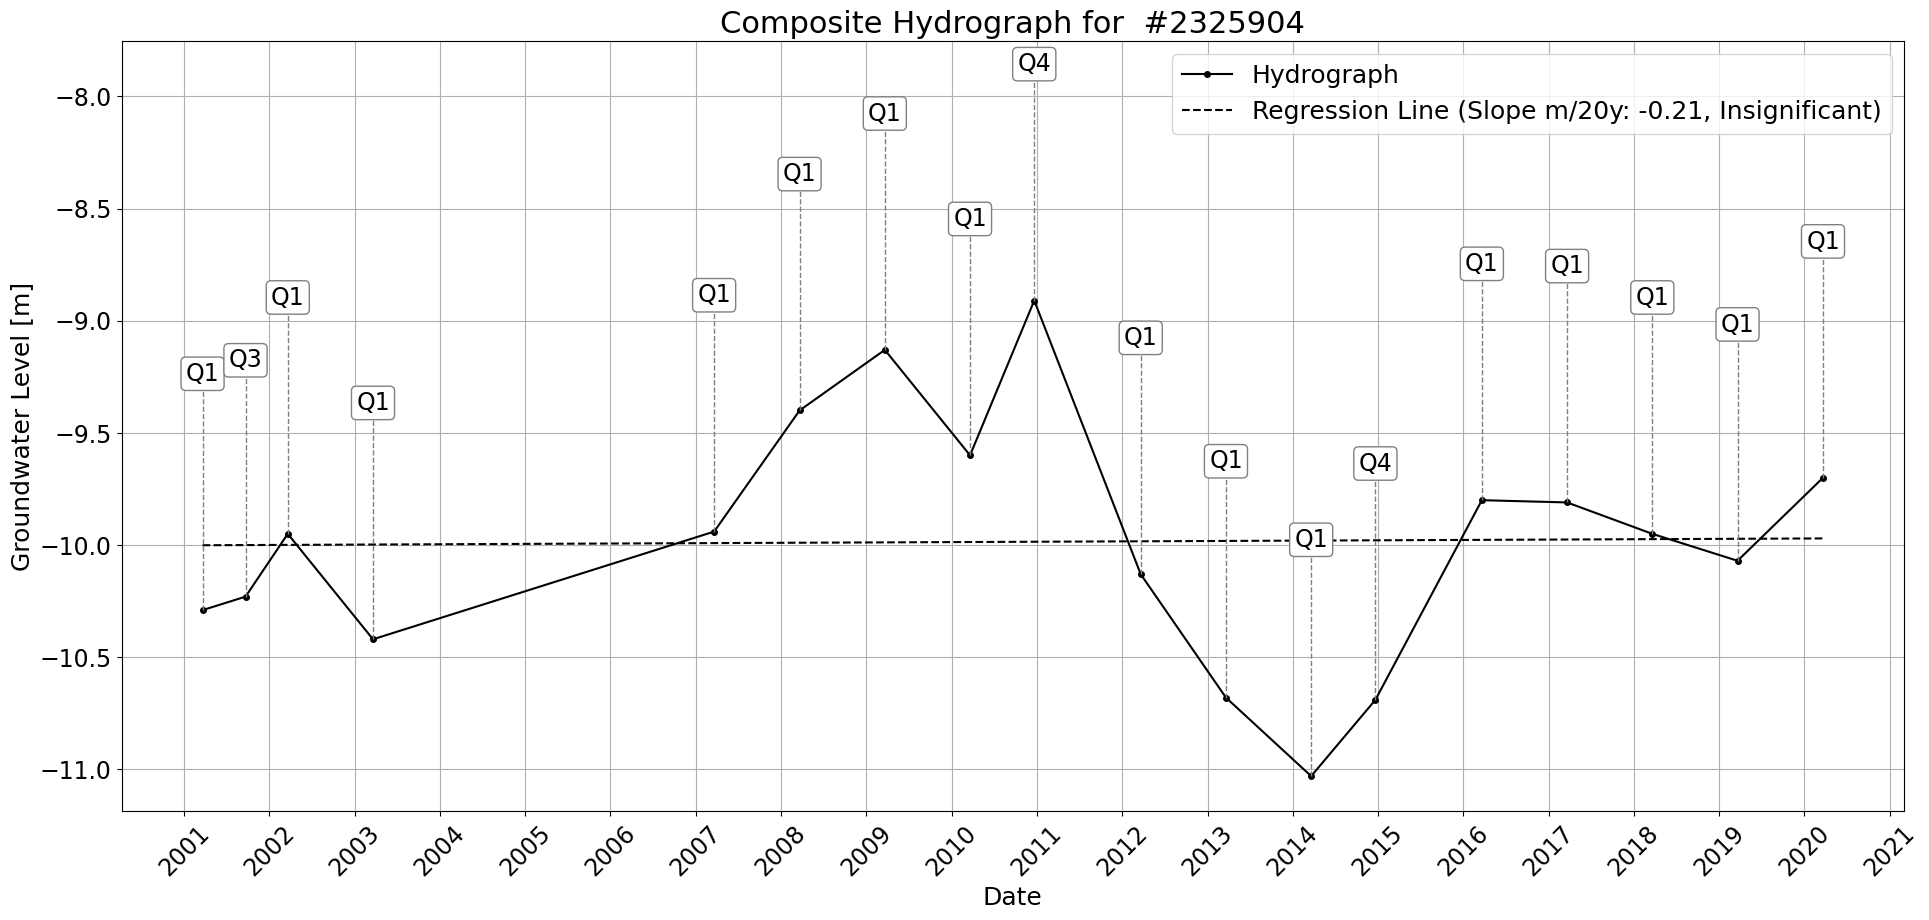 Composite Hydrograph for  #2325904
Hydrograph
Regression Line (Slope m/20y: -0.21, Insignificant)
Groundwater Level [m]
−8.0
−8.5
−9.0
−9.5
−10.0
−10.5
−11.0
Q1
Q3
Q1
Q1
Q1
Q1
Q1
Q1
Q4
Q1
Q1
Q1
Q4
Q1
Q1
Q1
Q1
Q1
2001
2002
2003
2004
2005
2006
2007
2008
2009
2010
2011
2012
2013
2014
2015
2016
2017
2018
2019
2020
2021
Date